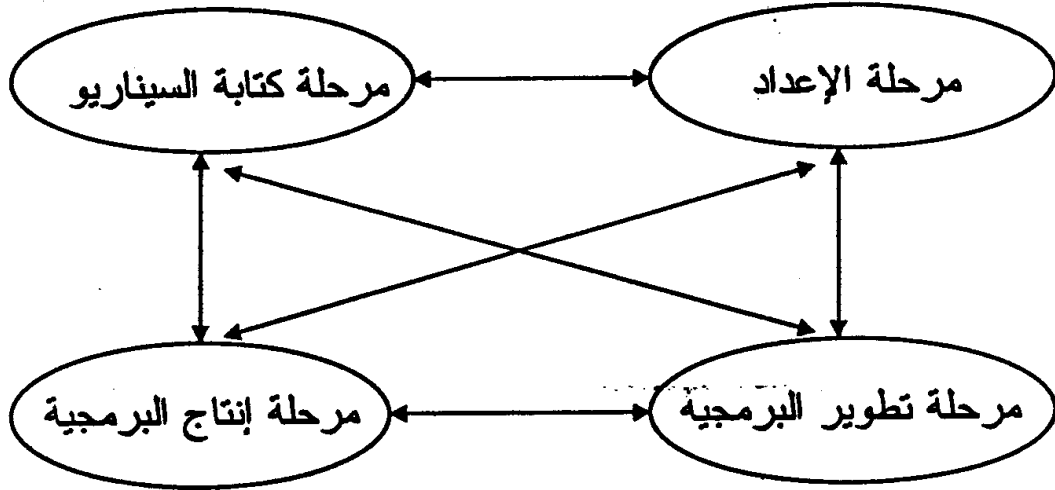 مرحلة الإعداد
مرحلة كتابة السيناريو
مرحلة تطوير البرمجية
مرحلة إنتاج البرمجية